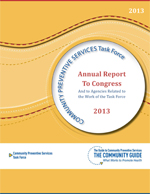 2013
COMMUNITY PREVENTIVE SERVICES Task Force
Annual Report
To Congress
And to Agencies Related to
the Work of the Task Force
2013
Community Preventive Services
Task Force
The Guide to Community Preventive Services
THE COMMUNITY GUIDE
What Works to Promote Health